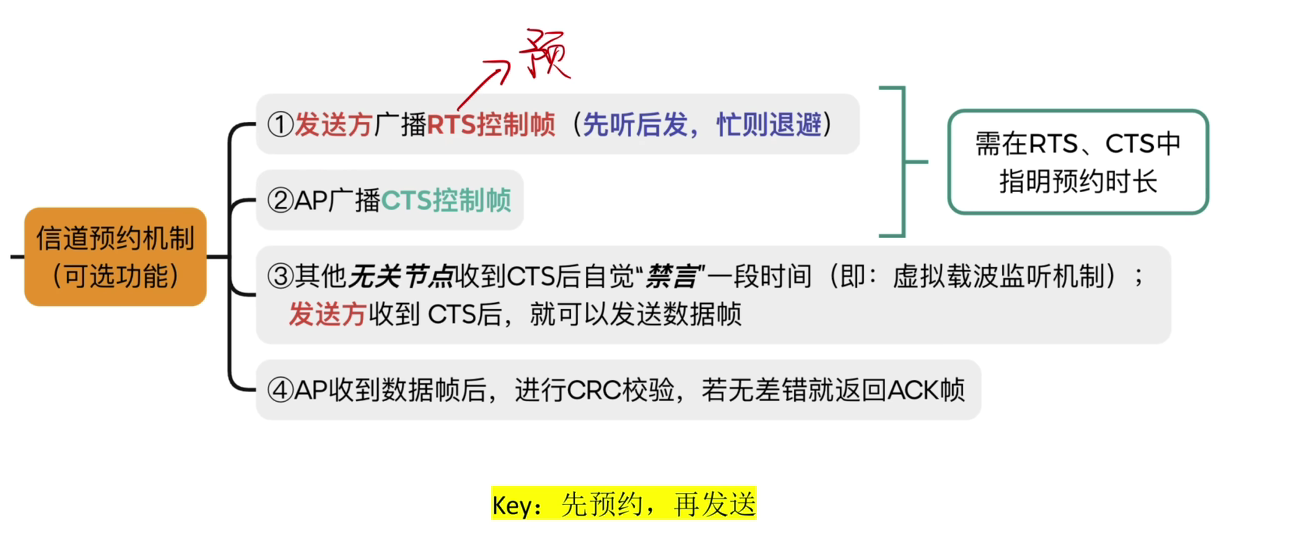 预
①发送方广播RTS控制帧（先听后发，忙则退避）
需在RTS、CTS中
指明预约时长
②AP广播CTS控制帧
信道预约机制
（可选功能）
③其他无关节点收到CTS后自觉“禁言”一段时间（即：虚拟载波监听机制）；
发送方收到 CTS后，就可以发送数据帧
④AP收到数据帧后，进行CRC校验，若无差错就返回ACK帧
Key：先预约，再发送